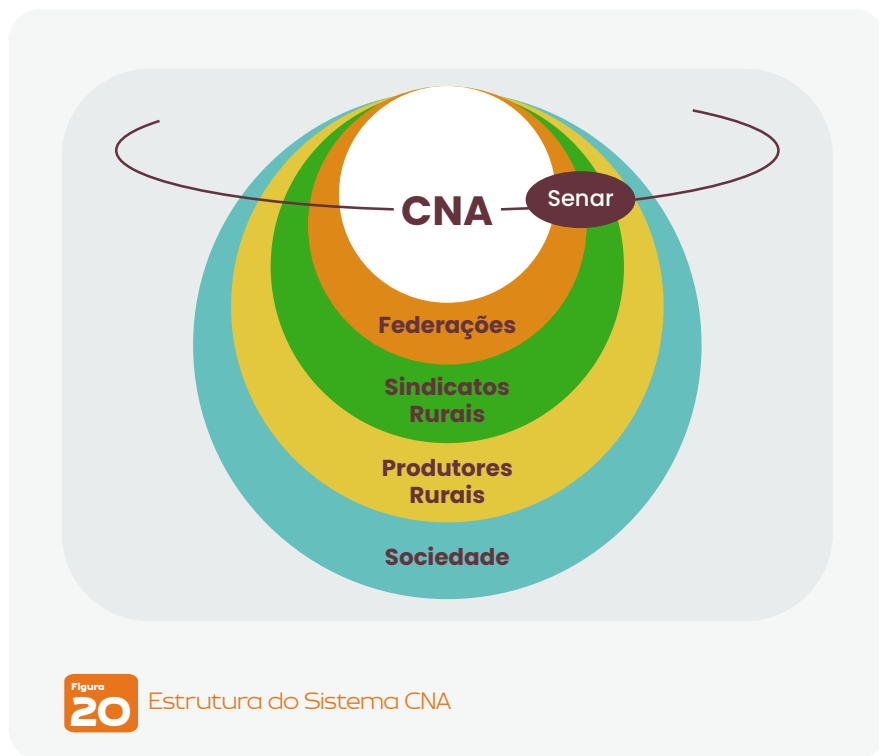 CNA
Senar
Federações
Sindicatos
Rurais
Produtores
Rurais
Sociedade
Figura
20
Estrutura do Sistema CNA